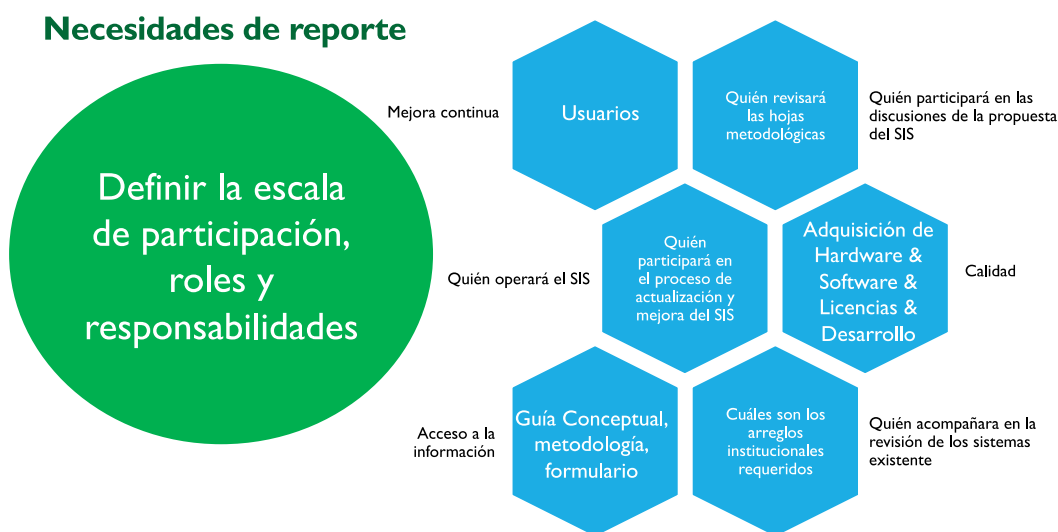 Necesidades de reporte
Definir la escala
de participación,
roles y
responsabilidades
Mejora continua
Usuarios
Quién revisará
las hojas
metodológicas
Quién participará en las
discusiones de la propuesta
del SIS
Quién operará el SIS
Quién
participará en
el proceso de
actualización y
mejora del SIS
Adquisición de
Hardware &
Software &
Licencias &
Desarrollo
Calidad
Acceso a la
información
Guía Conceptual,
metodología,
formulario
Cuáles son los
arreglos
institucionales
requeridos
Quién acompañara en la
revisión de los sistemas
existente